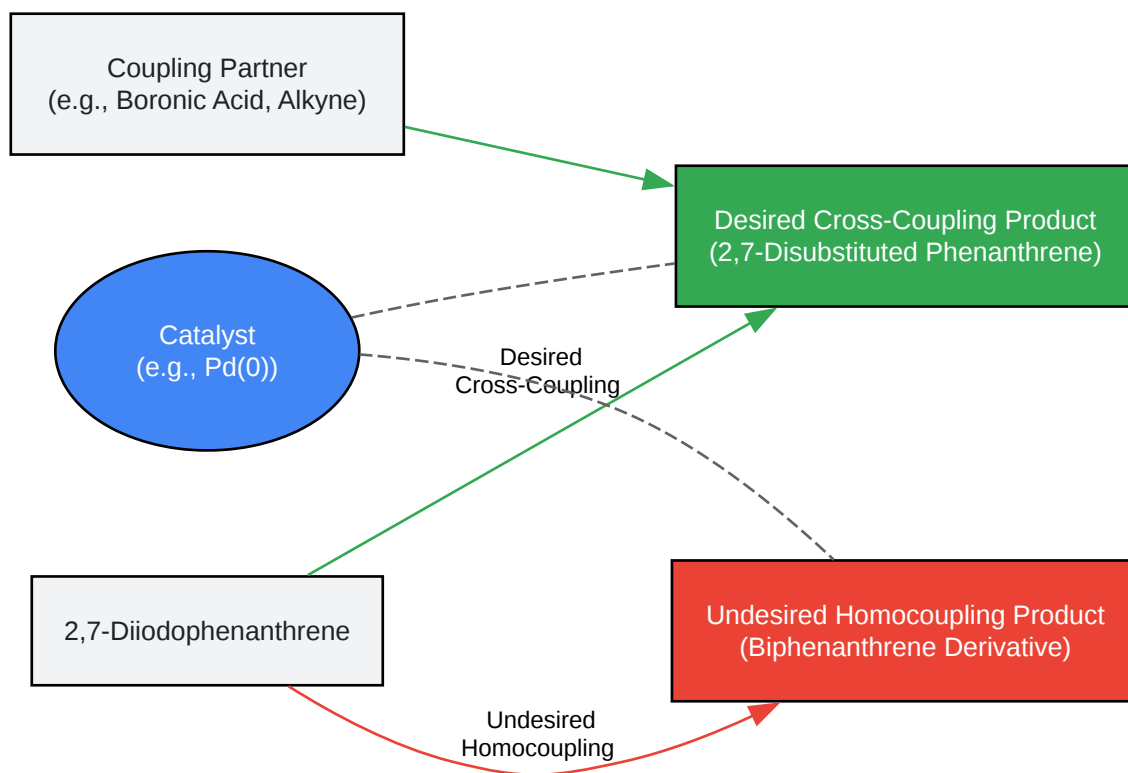 Coupling Partner
(e.g., Boronic Acid, Alkyne)
Desired Cross-Coupling Product
(2,7-Disubstituted Phenanthrene)
Catalyst
(e.g., Pd(0))
Desired
Cross-Coupling
2,7-Diiodophenanthrene
Undesired Homocoupling Product
(Biphenanthrene Derivative)
Undesired
Homocoupling